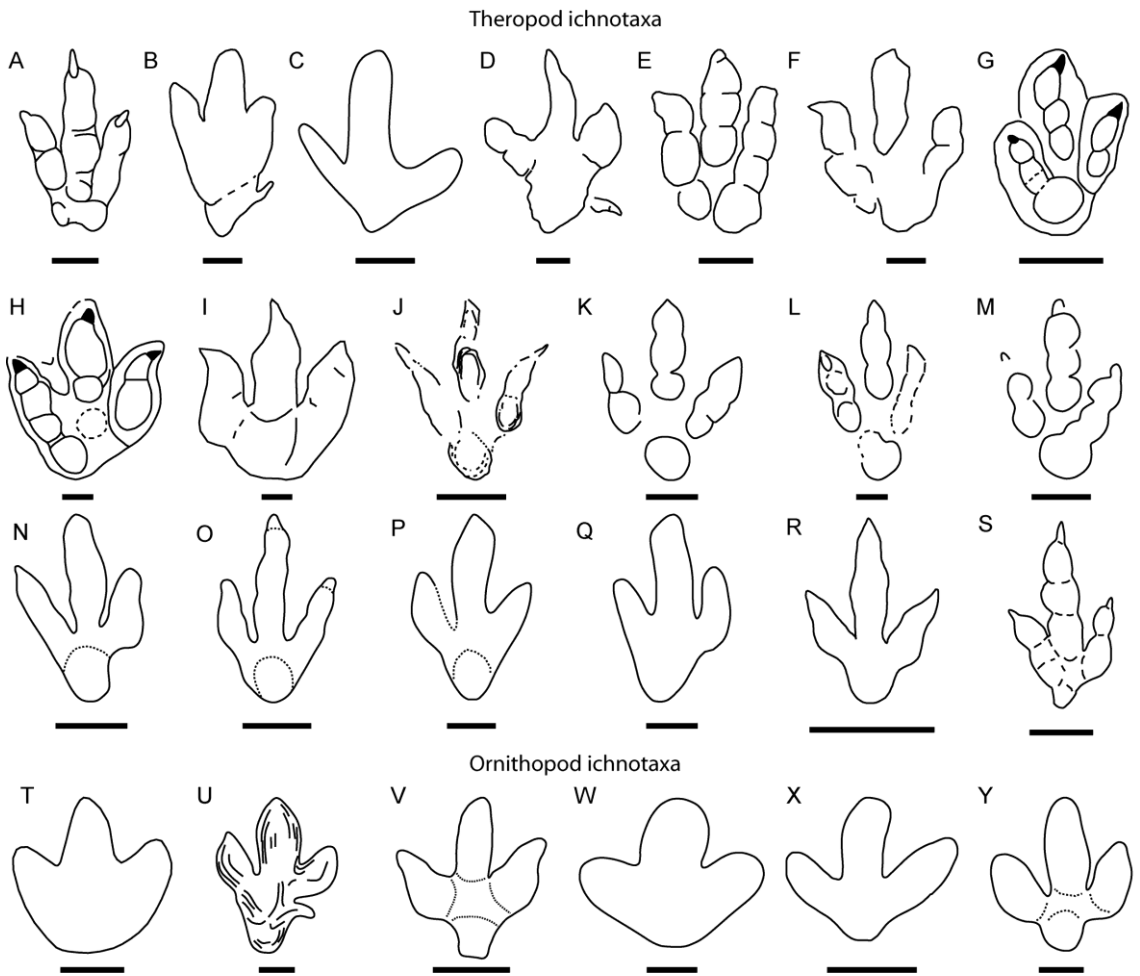 Theropod ichnotaxa
A B C D E F G
H I J K L M
N O P Q R S
Ornithopod ichnotaxa
T U V W X Y